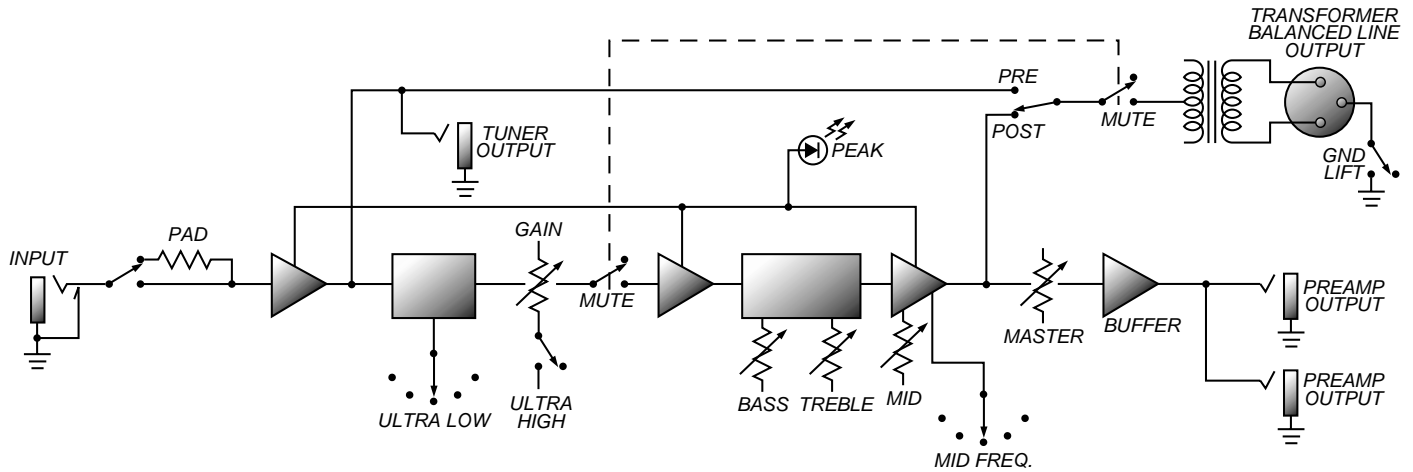 TRANSFORMER
BALANCED LINE
OUTPUT
PRE
POST
MUTE
TUNER
OUTPUT
PEAK
GND
LIFT
INPUT
PAD
GAIN
MUTE
ULTRA LOW
ULTRA
HIGH
BASS
TREBLE
MID
MID FREQ.
MASTER
BUFFER
PREAMP
OUTPUT
PREAMP
OUTPUT